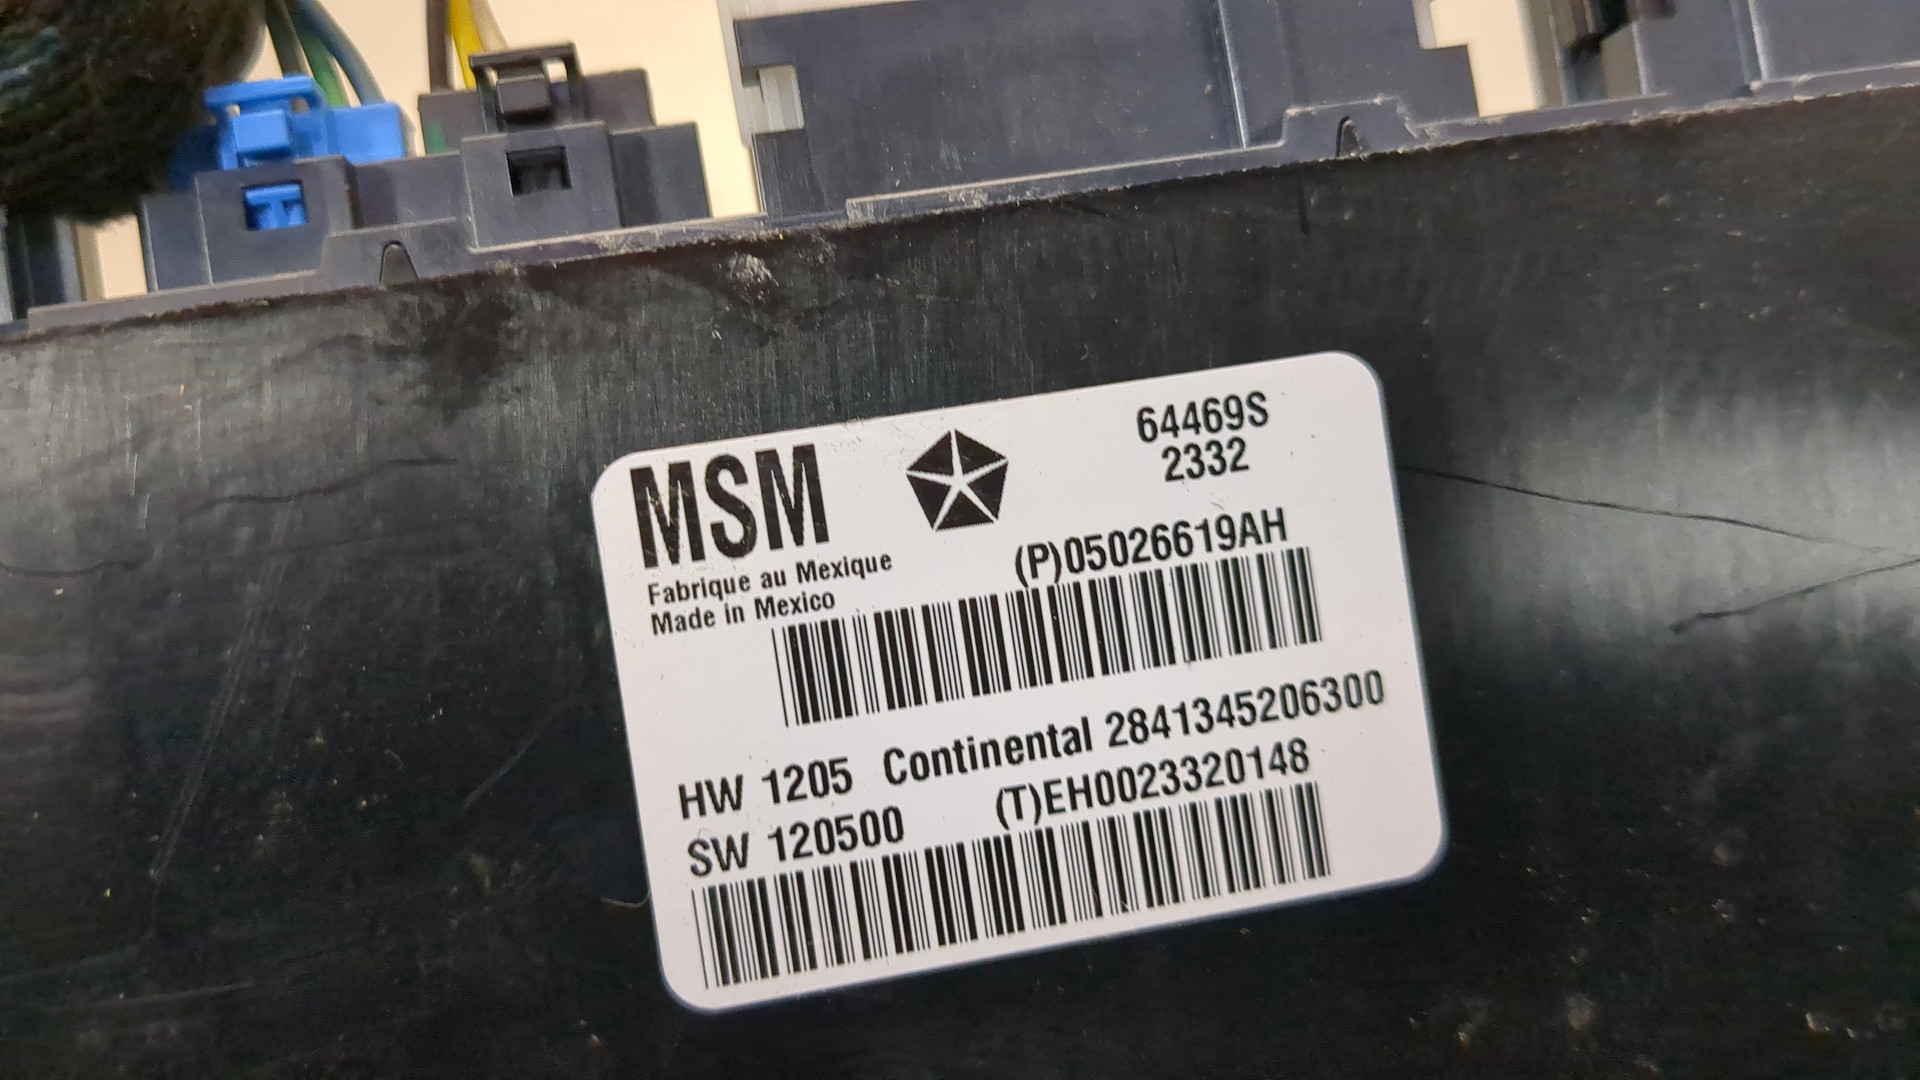 MSM
64469S
2332
Fabrique au Mexique
Made in Mexico
(P)05026619AH
HW 1205 Continental 2841345206300
SW 120500 (T)EH0023320148